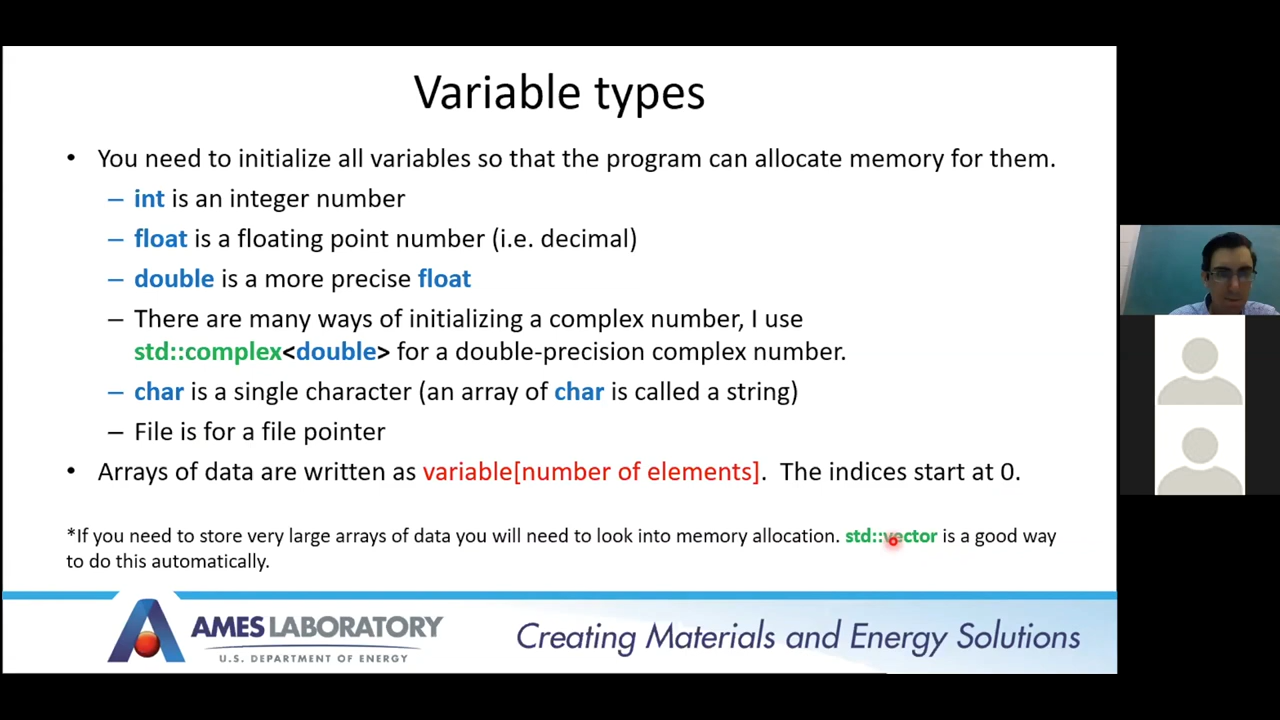 Variable types
• You need to initialize all variables so that the program can allocate memory for them.
– int is an integer number
– float is a floating point number (i.e. decimal)
– double is a more precise float
– There are many ways of initializing a complex number, I use
std::complex<double> for a double-precision complex number.
– char is a single character (an array of char is called a string)
– File is for a file pointer
• Arrays of data are written as variable[number of elements]. The indices start at 0.
*If you need to store very large arrays of data you will need to look into memory allocation. std::vector is a good way
to do this automatically.
AMES LABORATORY
U.S. DEPARTMENT OF ENERGY
Creating Materials and Energy Solutions